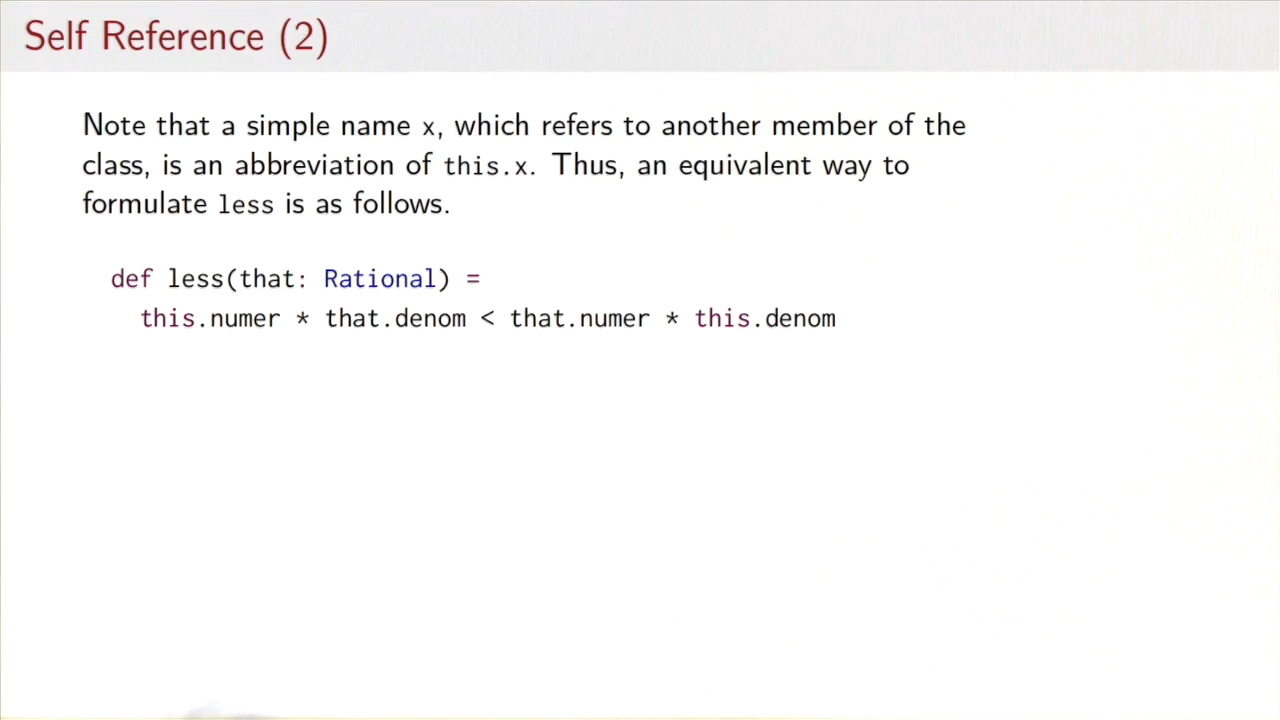 Self Reference (2)
Note that a simple name x, which refers to another member of the
class, is an abbreviation of this.x. Thus, an equivalent way to
formulate less is as follows.
def less(that: Rational) =
this.numer * that.denom < that.numer * this.denom